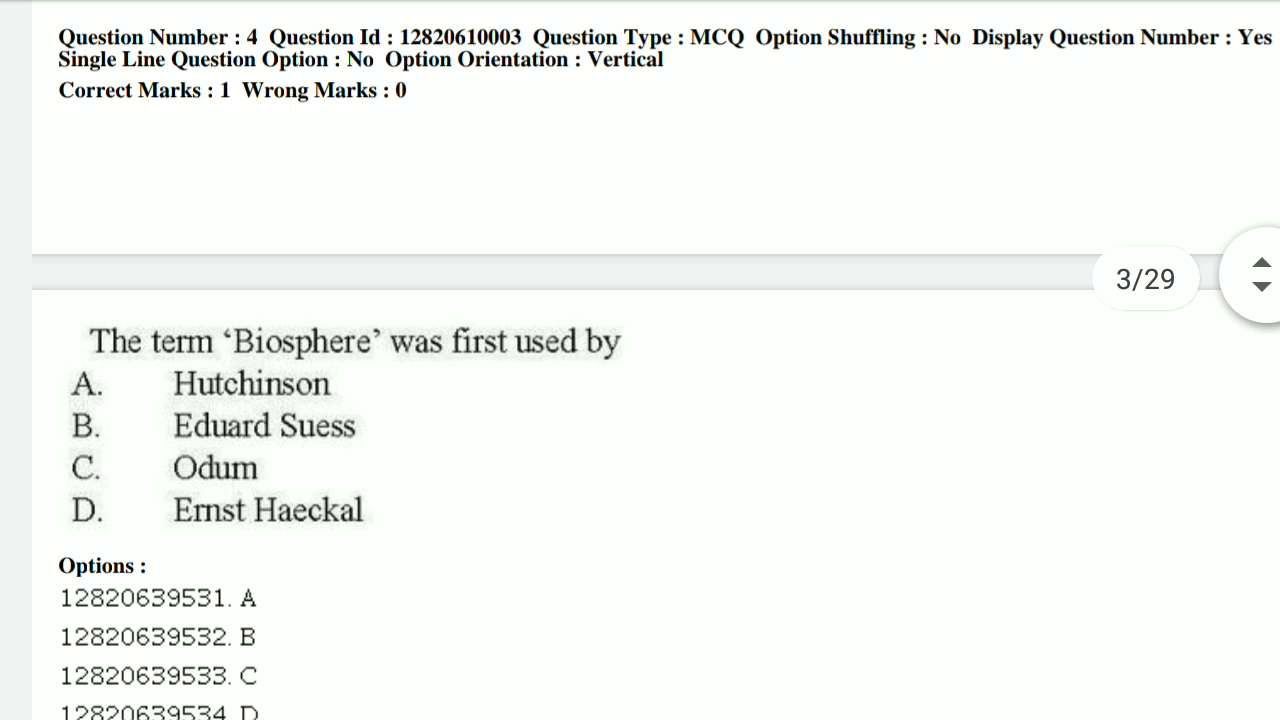 Question Number : 4 Question Id : 12820610003 Question Type : MCQ Option Shuffling : No Display Question Number : Yes
Single Line Question Option : No Option Orientation : Vertical
Correct Marks : 1 Wrong Marks : 0
3/29
The term ‘Biosphere’ was first used by
A. Hutchinson
B. Eduard Suess
C. Odum
D. Ernst Haeckal
Options :
12820639531. A
12820639532. B
12820639533. C
12820639534. D